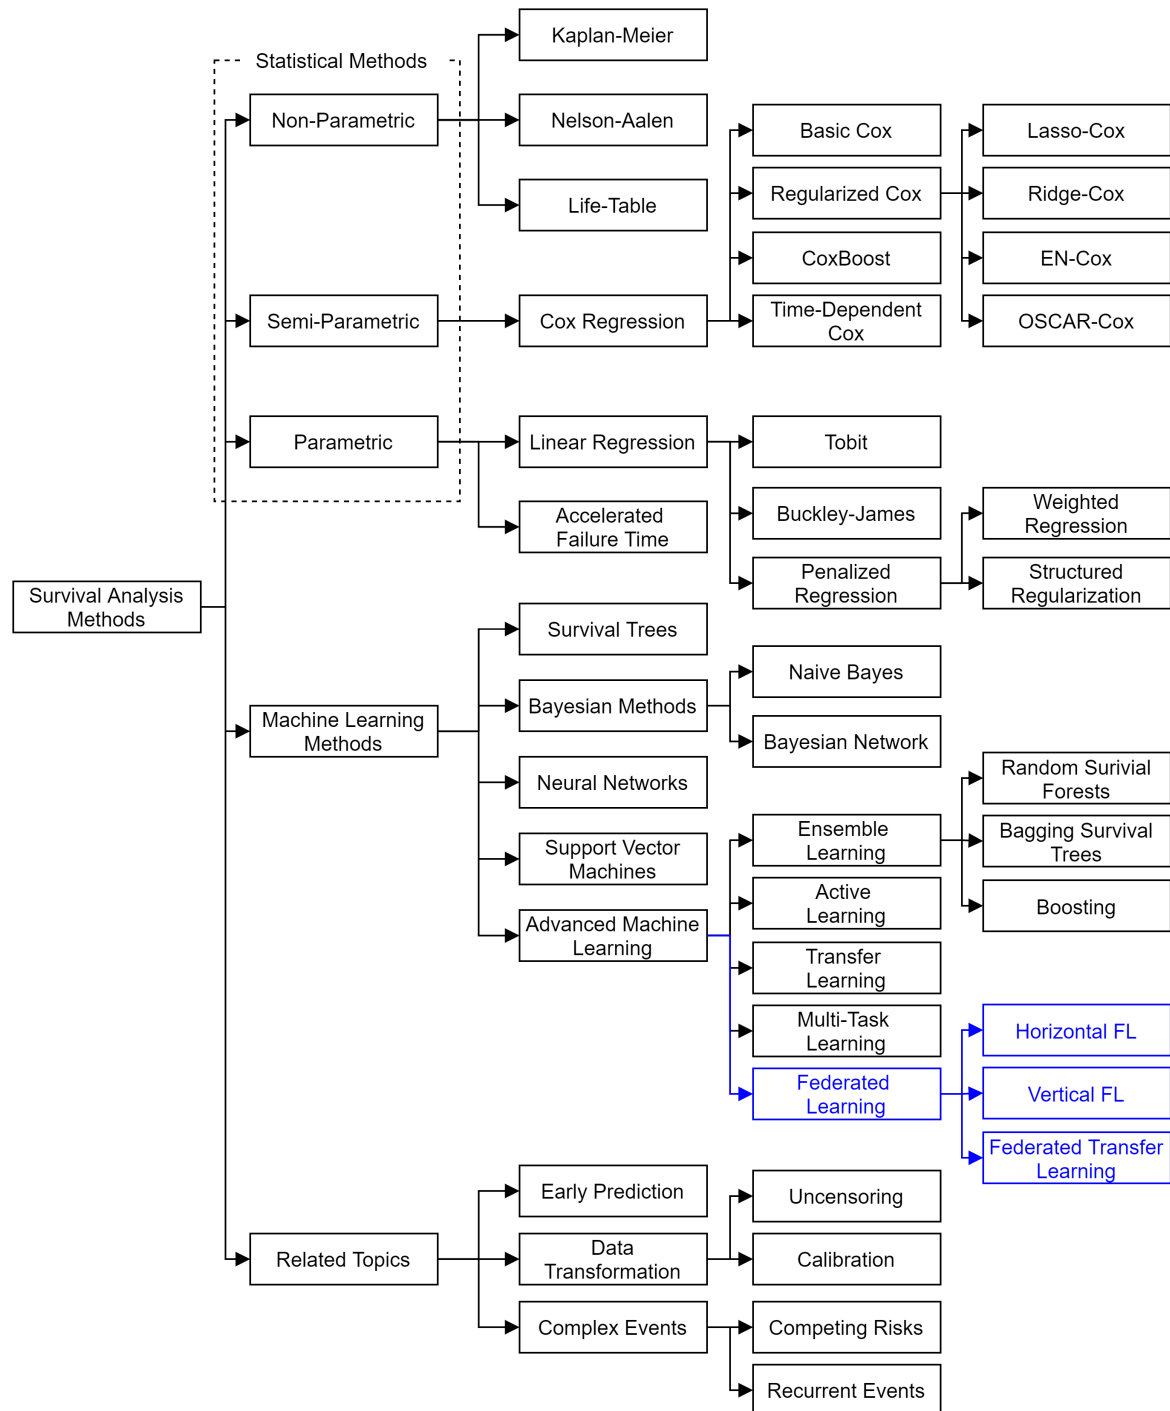 Kaplan-Meier
Statistical Methods
Non-Parametric
Nelson-Aalen
Life-Table
Basic Cox
Lasso-Cox
Regularized Cox
Ridge-Cox
CoxBoost
EN-Cox
Semi-Parametric
Cox Regression
Time-Dependent
Cox
OSCAR-Cox
Parametric
Linear Regression
Tobit
Accelerated
Failure Time
Buckley-James
Weighted
Regression
Penalized
Regression
Structured
Regularization
Survival Analysis
Methods
Survival Trees
Machine Learning
Methods
Bayesian Methods
Naive Bayes
Bayesian Network
Neural Networks
Random Surivial
Forests
Support Vector
Machines
Ensemble
Learning
Bagging Survival
Trees
Advanced Machine
Learning
Active
Learning
Boosting
Transfer
Learning
Multi-Task
Learning
Horizontal FL
Federated
Learning
Vertical FL
Federated Transfer
Learning
Early Prediction
Uncensoring
Related Topics
Data
Transformation
Calibration
Complex Events
Competing Risks
Recurrent Events